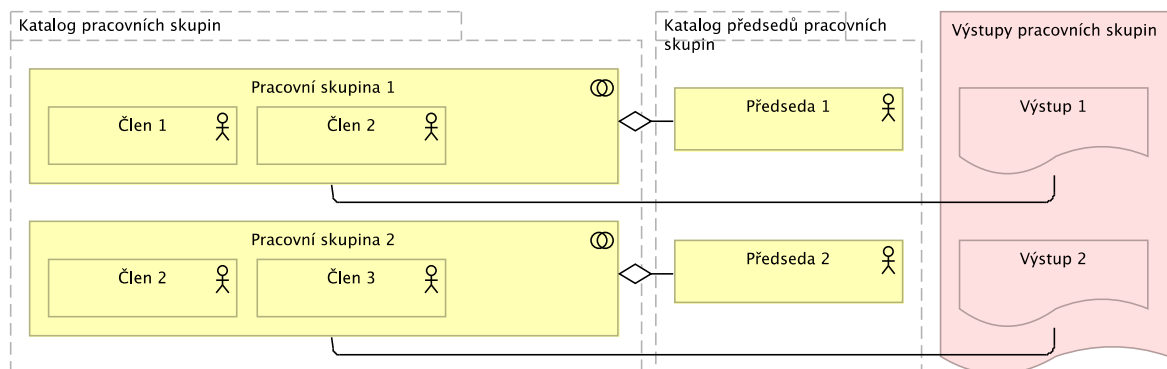 Katalog pracovních skupin
Katalog předsedů pracovních
skupin
Výstupy pracovních skupin
Pracovní skupina 1
Člen 1
Člen 2
Předseda 1
Výstup 1
Pracovní skupina 2
Člen 2
Člen 3
Předseda 2
Výstup 2